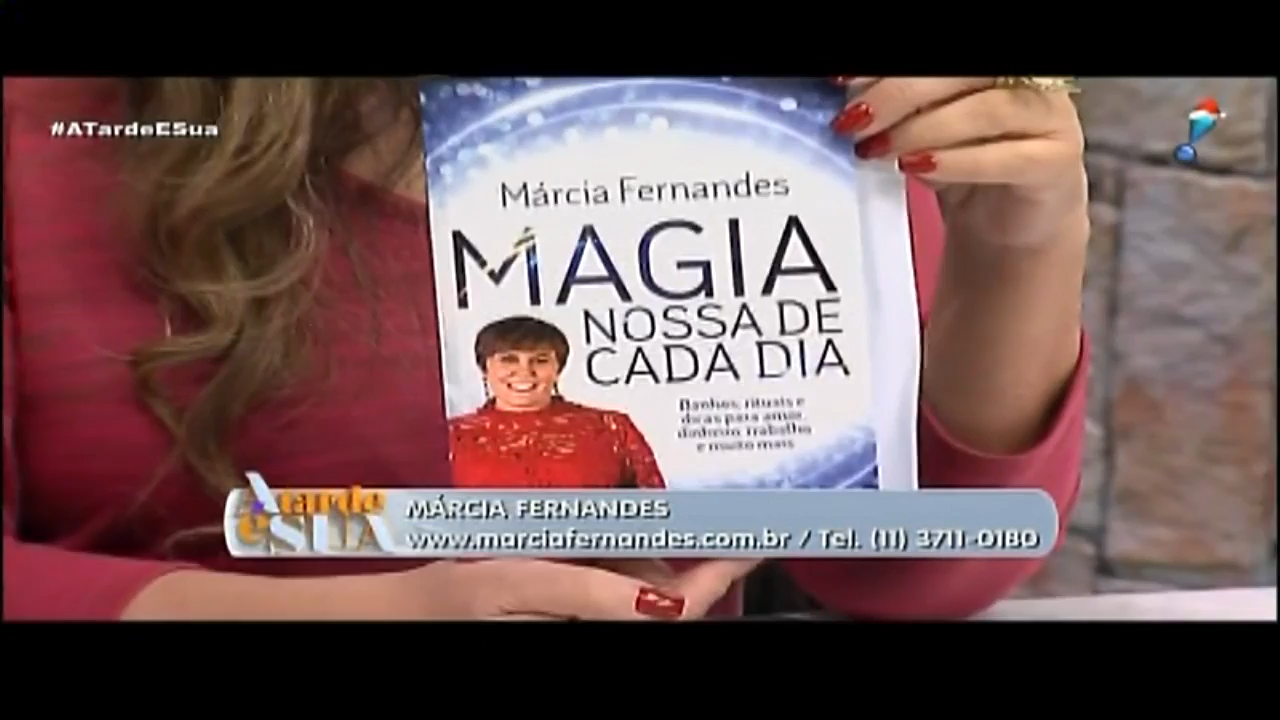 #ATardeESua
Márcia Fernandes
MAGIA
NOSSA DE
CADA DIA
Banhos, rituais e
dicas para amor,
dinheiro, trabalho
e muito mais
A tarde
é SUA
MÁRCIA FERNANDES
www.marciafernandes.com.br / Tel. (11) 3711-0180